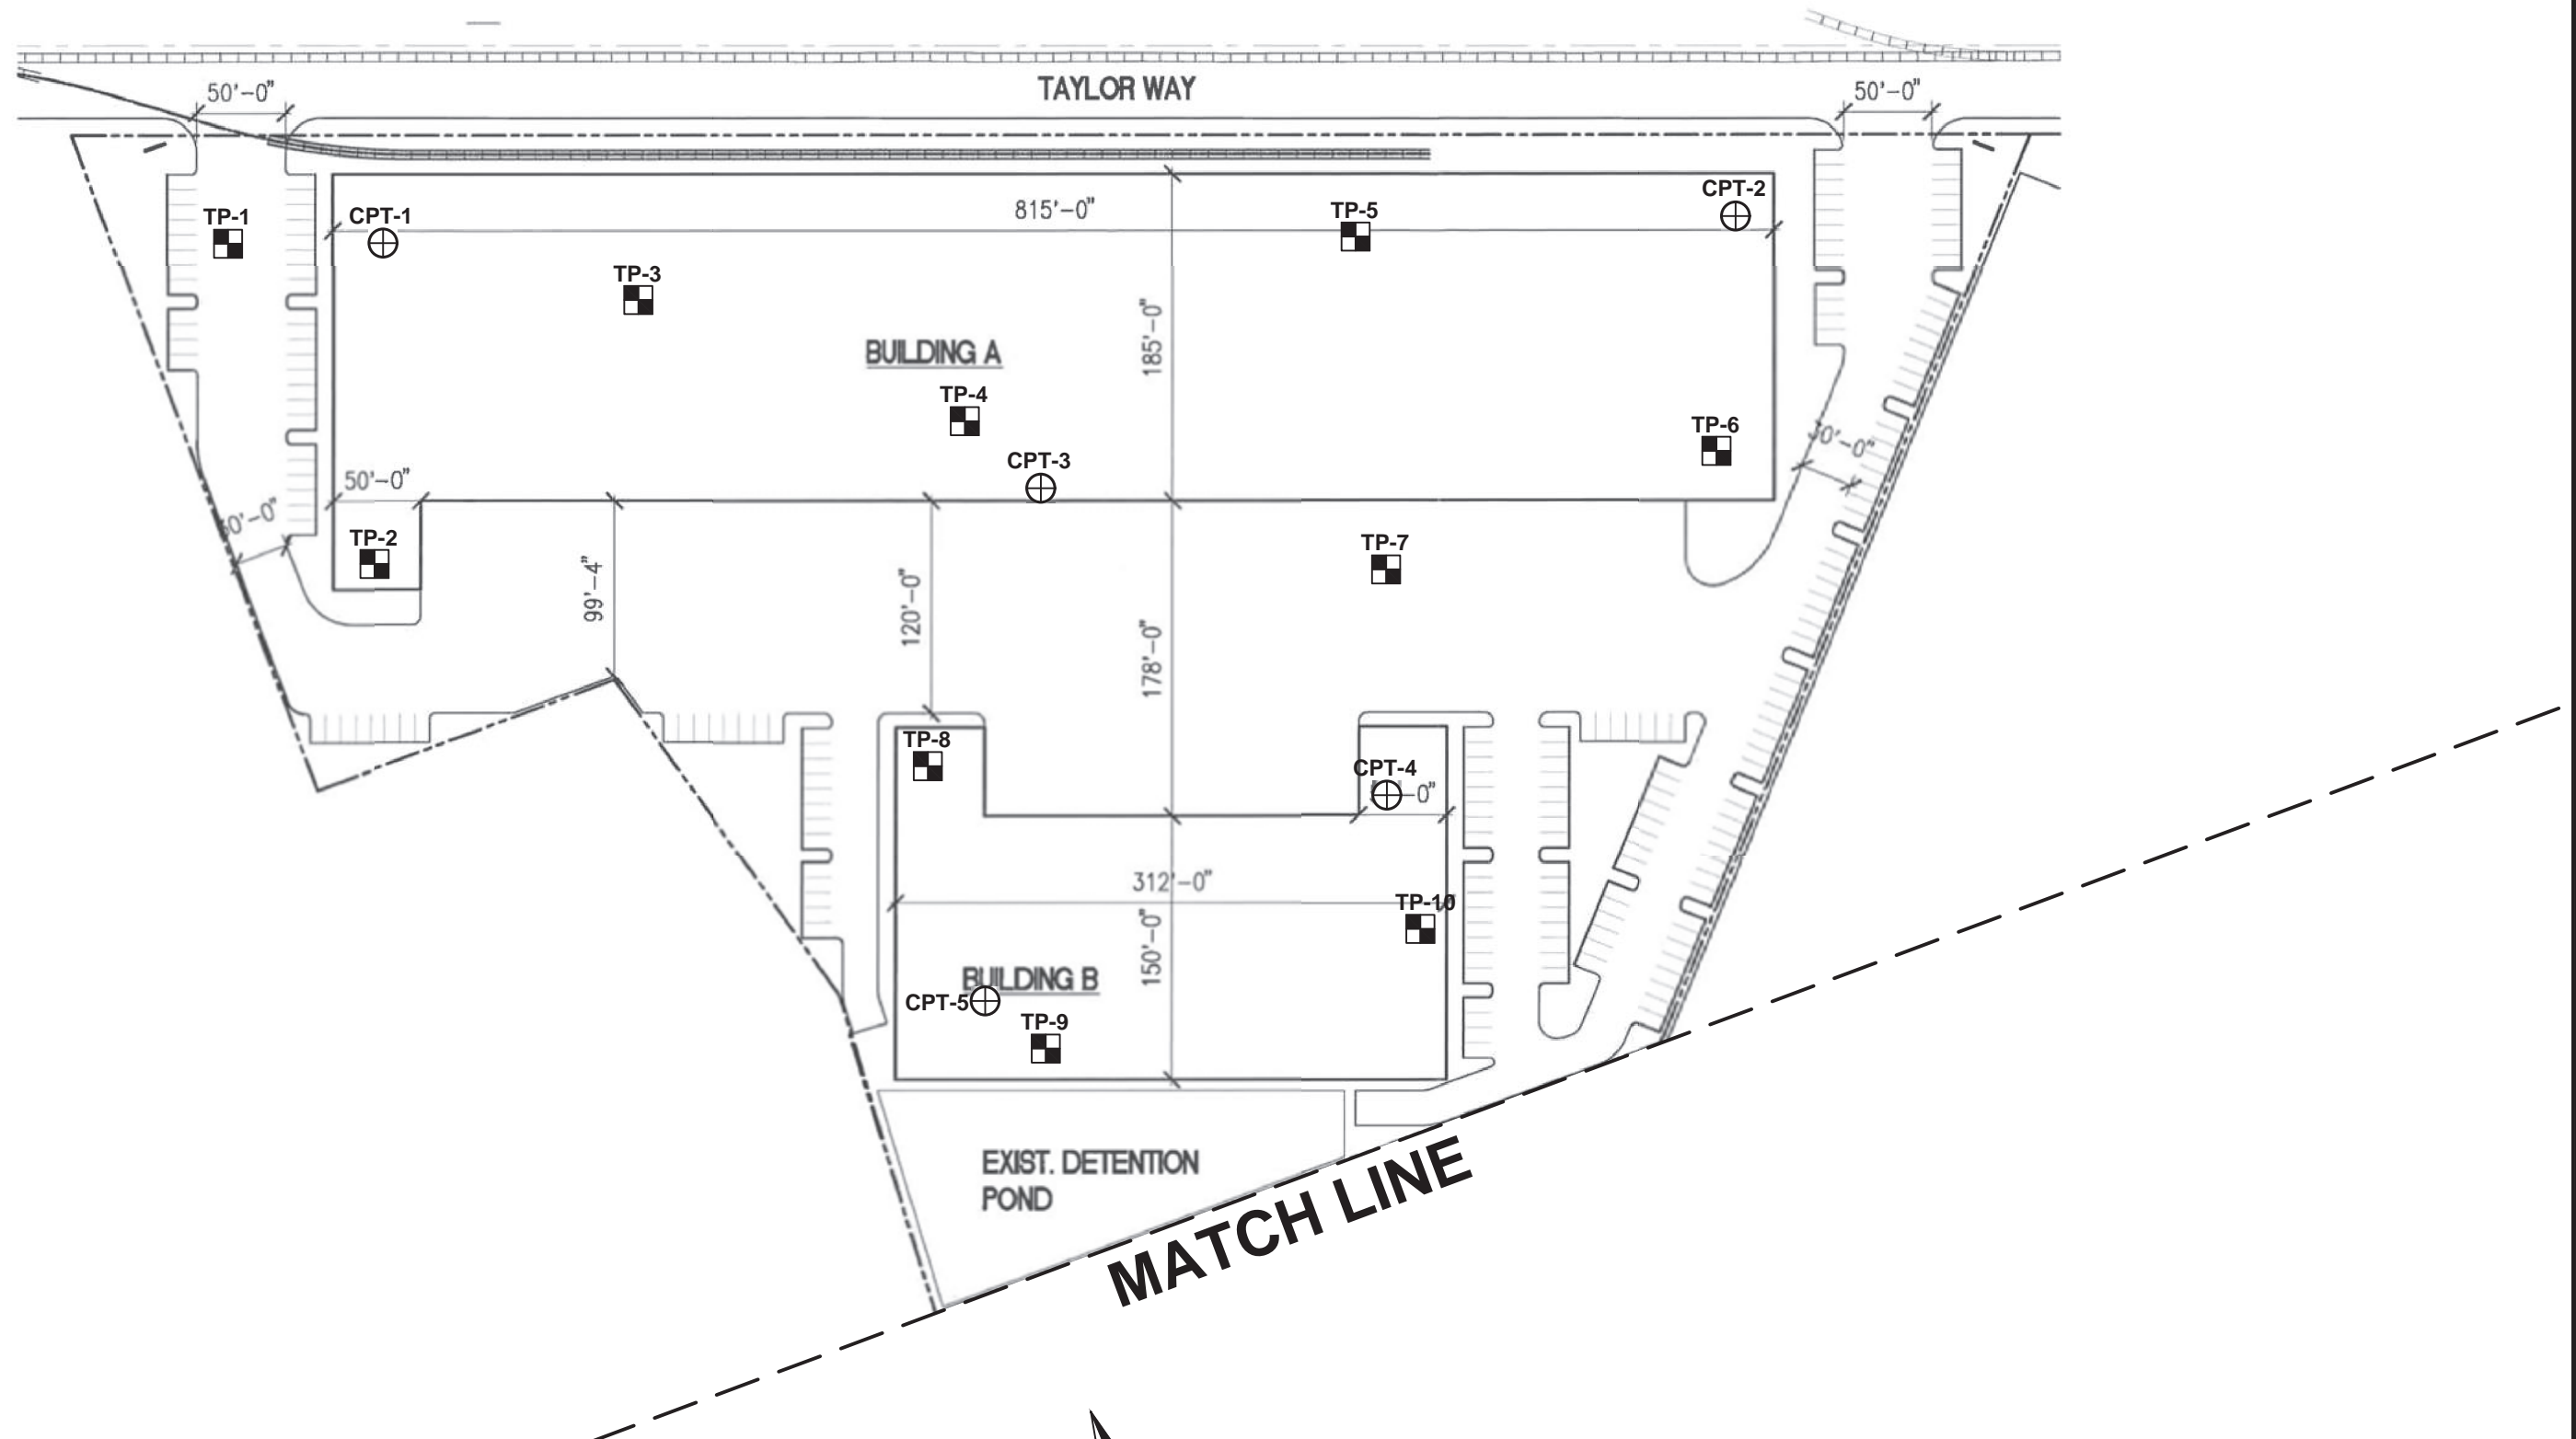 TAYLOR WAY
50'-0"
50'-0"
CPT-2
TP-1
CPT-1
815'-0"
TP-5
TP-3
185'-0"
BUILDING A
TP-4
TP-6
CPT-3
50'-0"
TP-2
TP-7
99'-4"
120'-0"
178'-0"
TP-8
CPT-4
-0"
312'-0"
TP-10
150'-0"
BUILDING B
CPT-5
TP-9
EXIST. DETENTION
POND
MATCH LINE